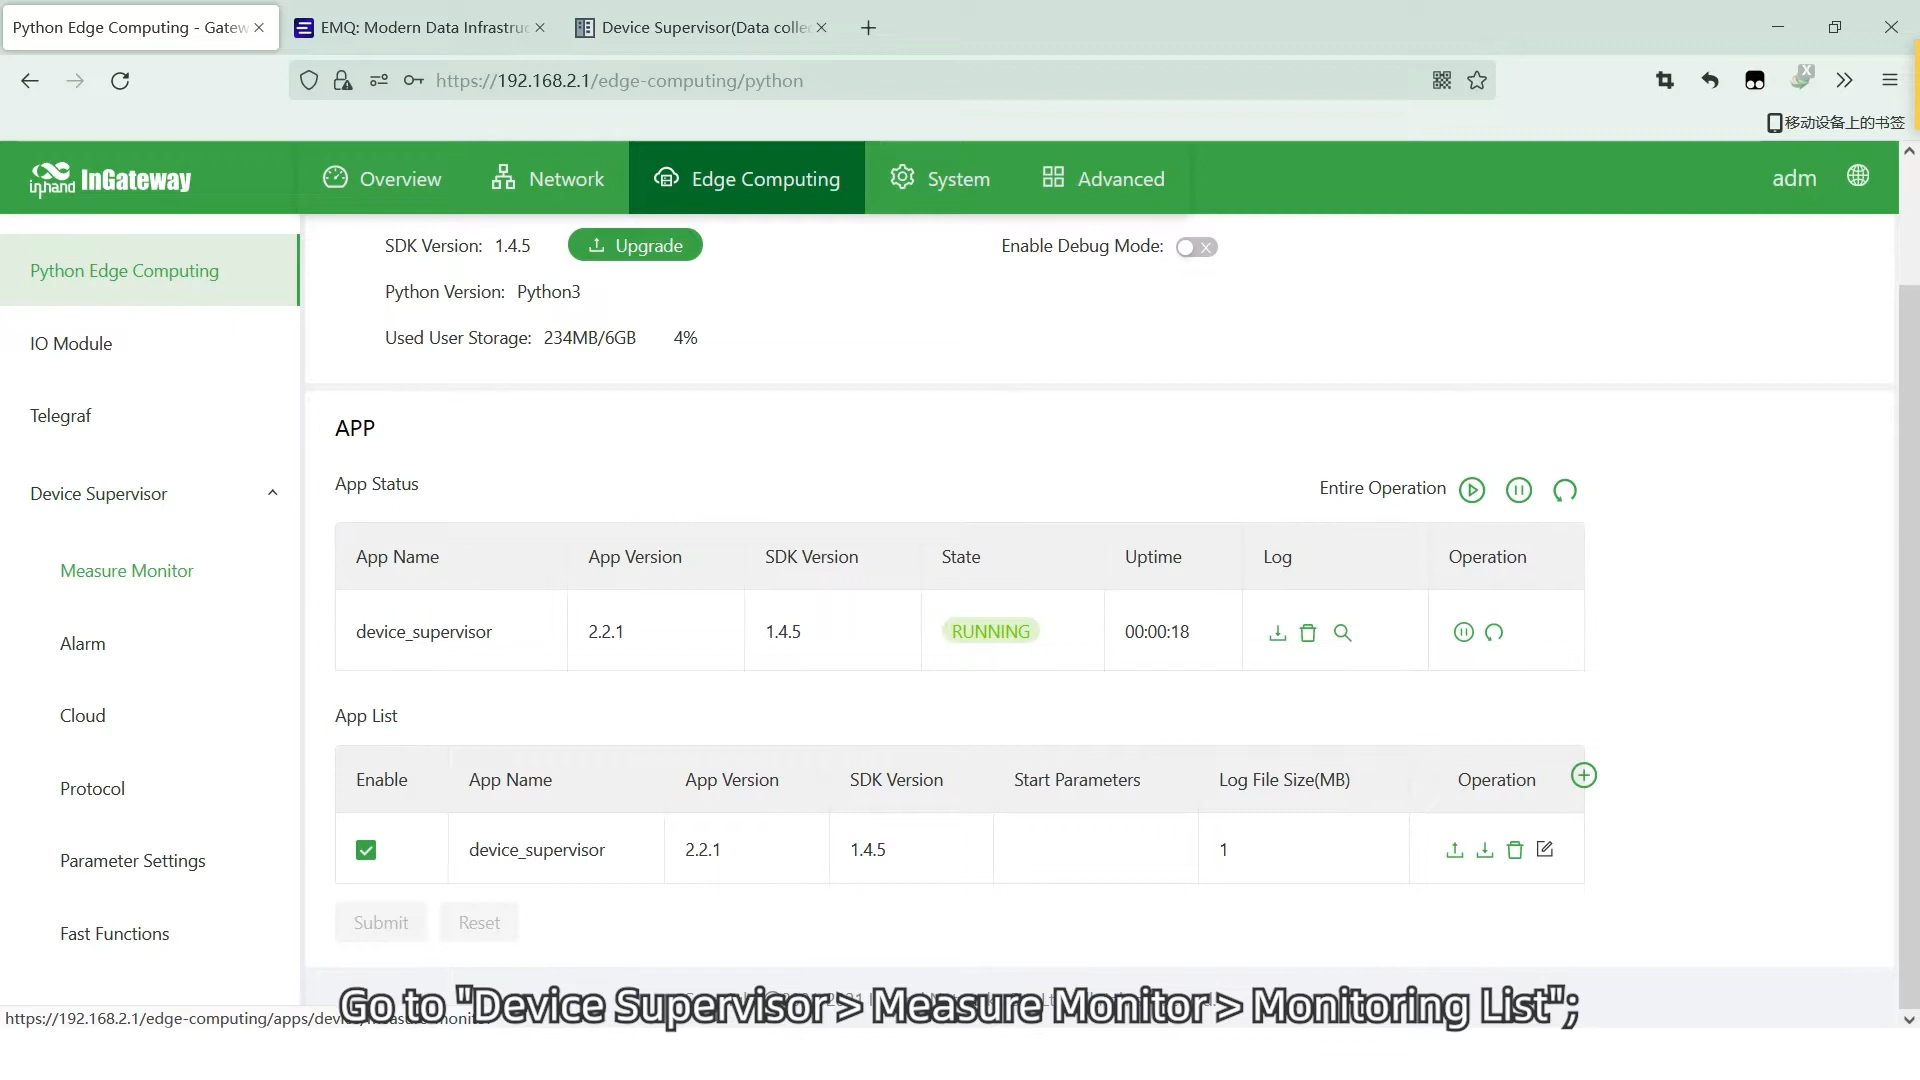 Python Edge Computing - Gatew
EMQ: Modern Data Infrastru
Device Supervisor(Data colle
https://192.168.2.1/edge-computing/python
移动设备上的书签
inhand InGateway
Overview
Network
Edge Computing
System
Advanced
adm
Python Edge Computing
IO Module
Telegraf
Device Supervisor
Measure Monitor
Alarm
Cloud
Protocol
Parameter Settings
Fast Functions
SDK Version: 1.4.5
Upgrade
Enable Debug Mode:
Python Version: Python3
Used User Storage: 234MB/6GB 4%
APP
App Status
Entire Operation
App Name App Version SDK Version State Uptime Log Operation
device_supervisor 2.2.1 1.4.5 RUNNING 00:00:18
App List
Enable App Name App Version SDK Version Start Parameters Log File Size(MB) Operation
device_supervisor 2.2.1 1.4.5 1
Submit Reset
Go to "Device Supervisor> Measure Monitor> Monitoring List";
https://192.168.2.1/edge-computing/apps/device